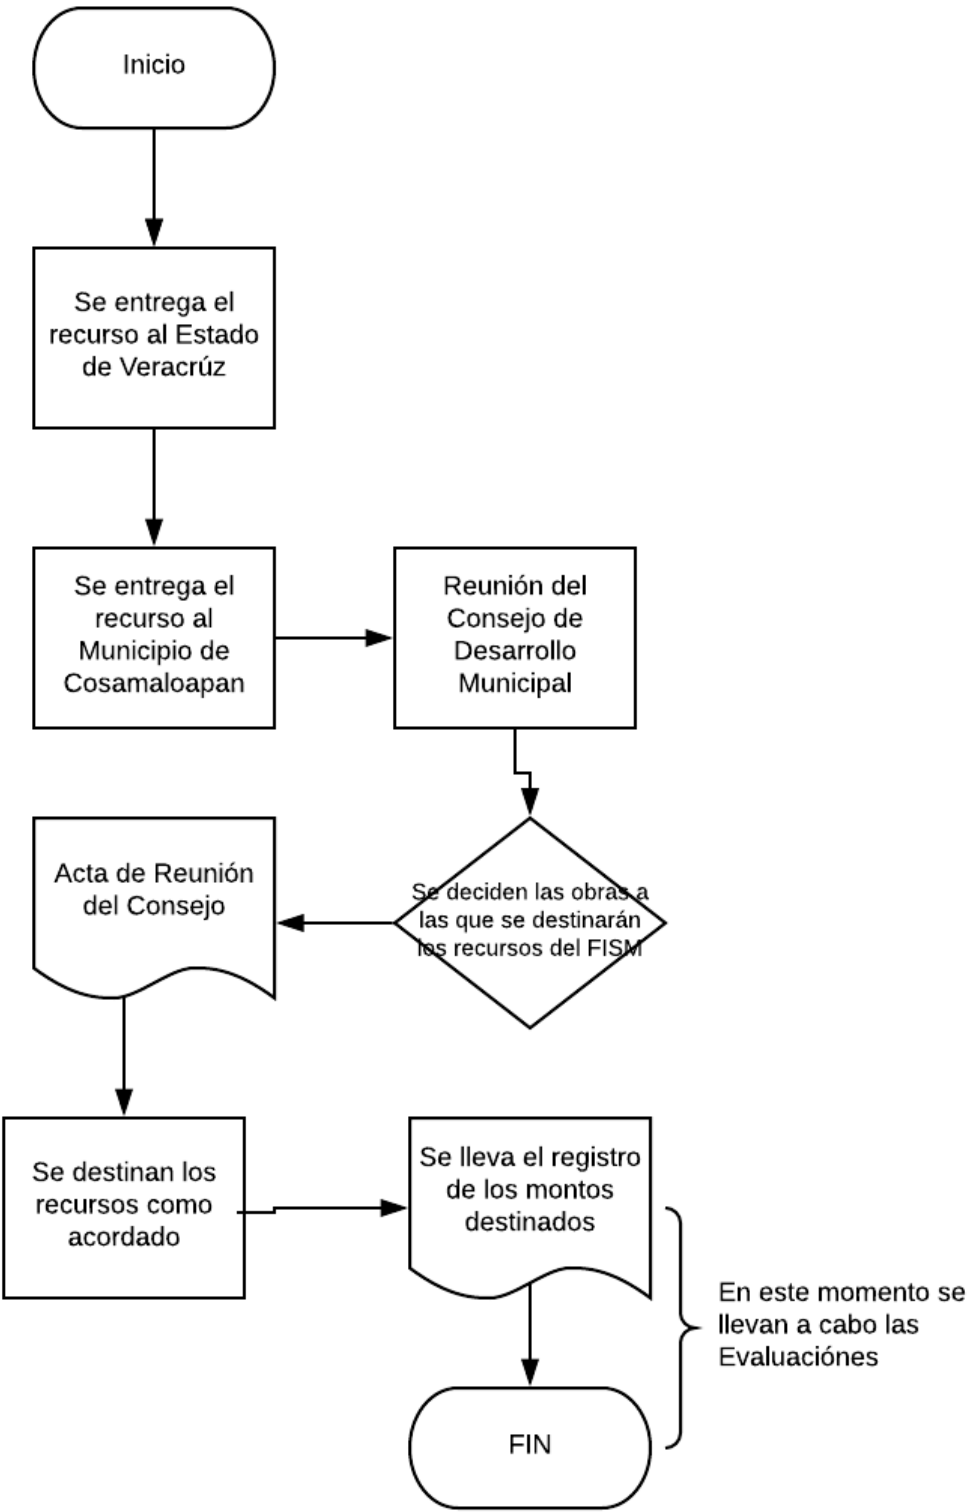 Inicio
Se entrega el
recurso al Estado
de Veracrúz
Se entrega el
recurso al
Municipio de
Cosamaloapan
Reunión del
Consejo de
Desarrollo
Municipal
Se deciden las obras a
las que se destinarán
los recursos del FISM
Acta de Reunión
del Consejo
Se destinan los
recursos como
acordado
Se lleva el registro
de los montos
destinados
En este momento se
llevan a cabo las
Evaluaciónes
FIN